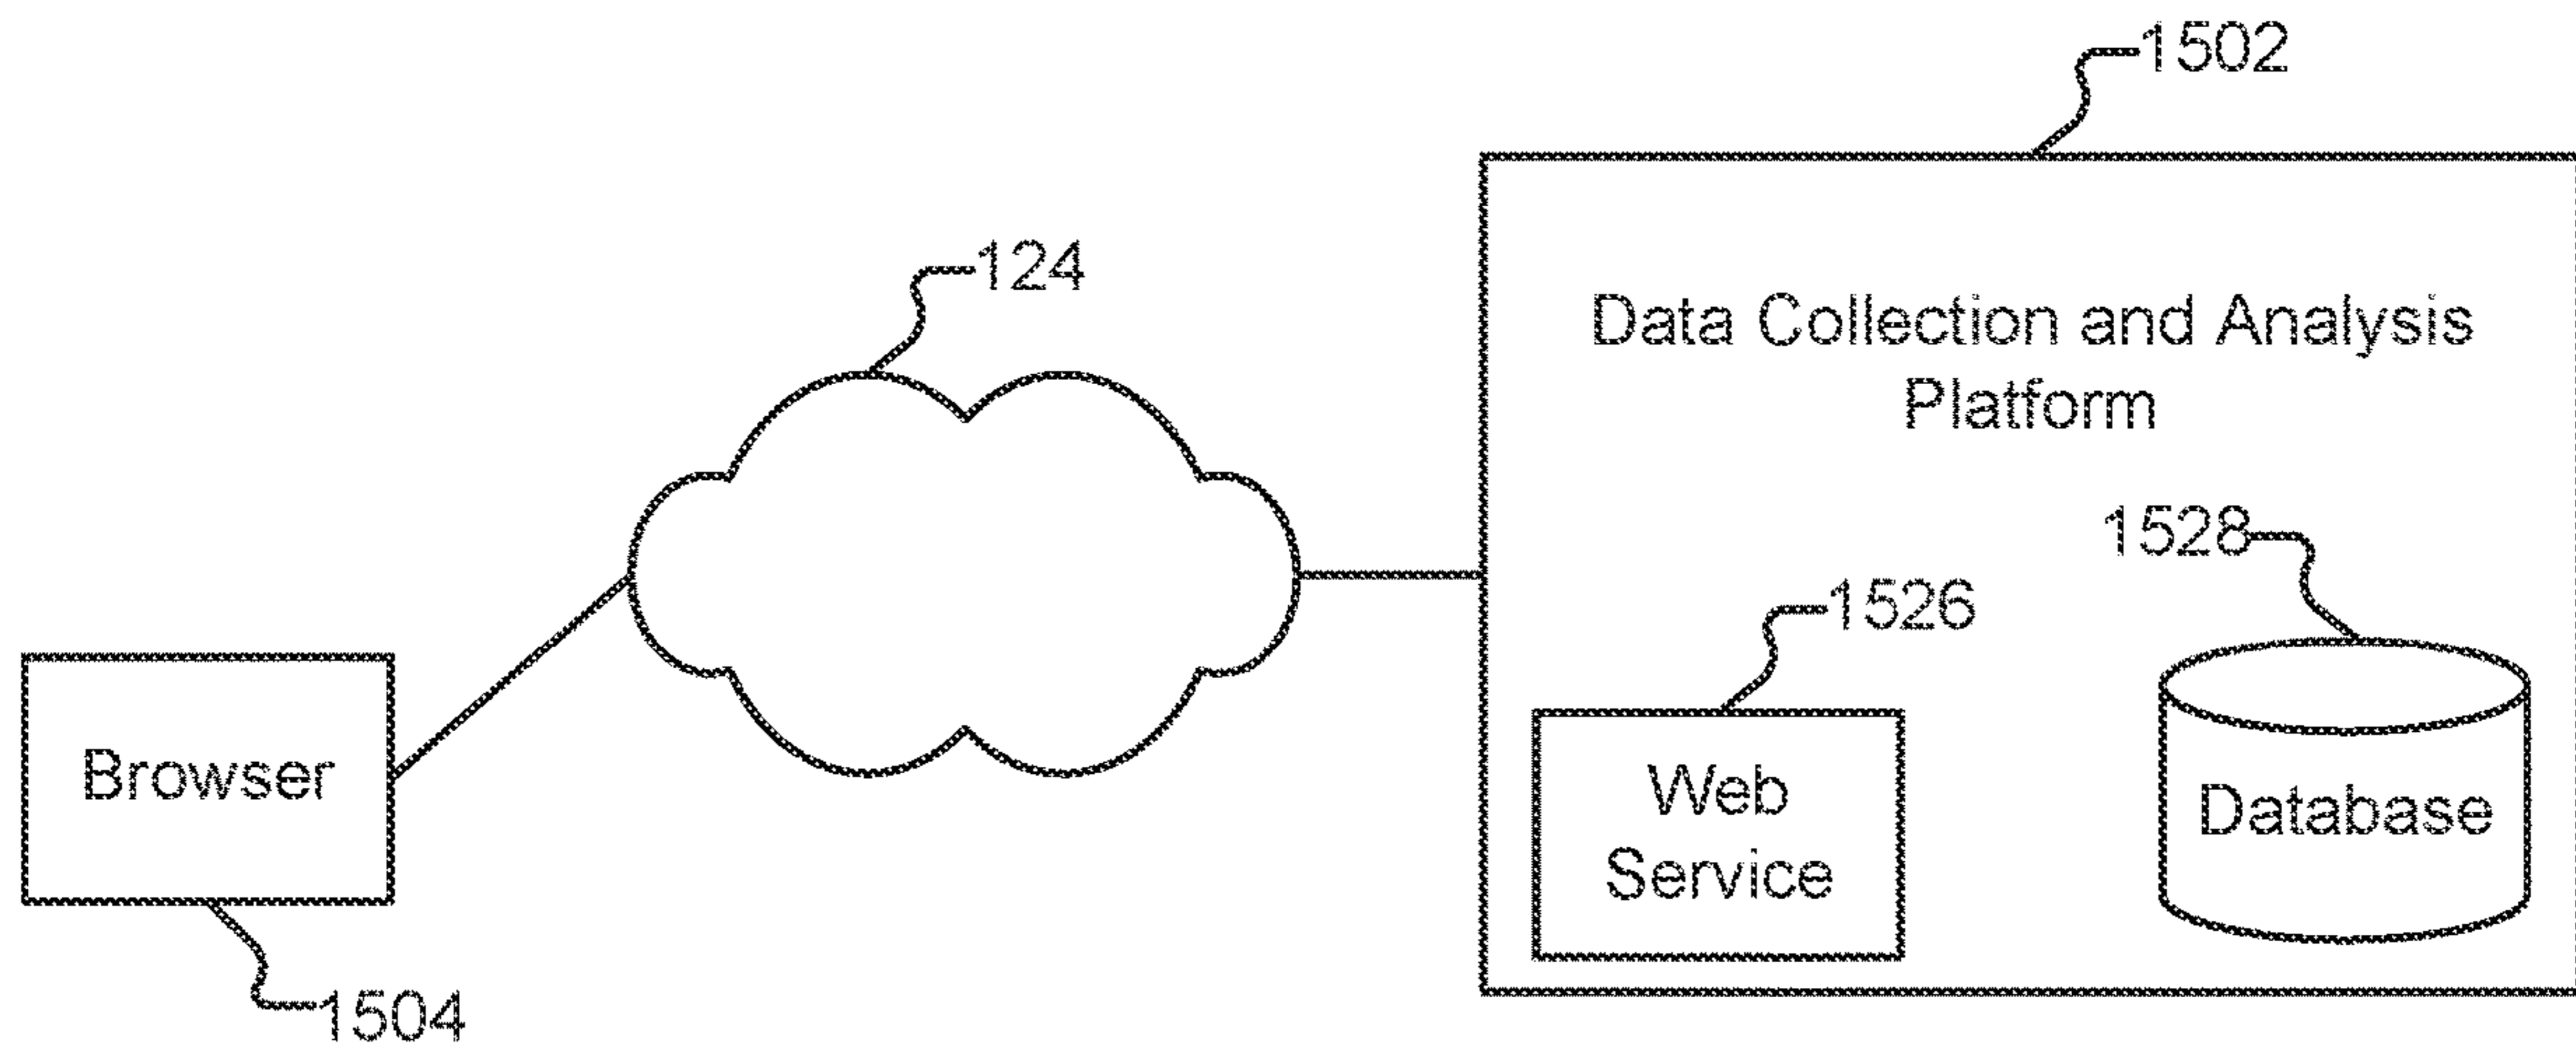 1502
124
Data Collection and Analysis
Platform
1528
1526
Browser
Web
Service
Database
1504